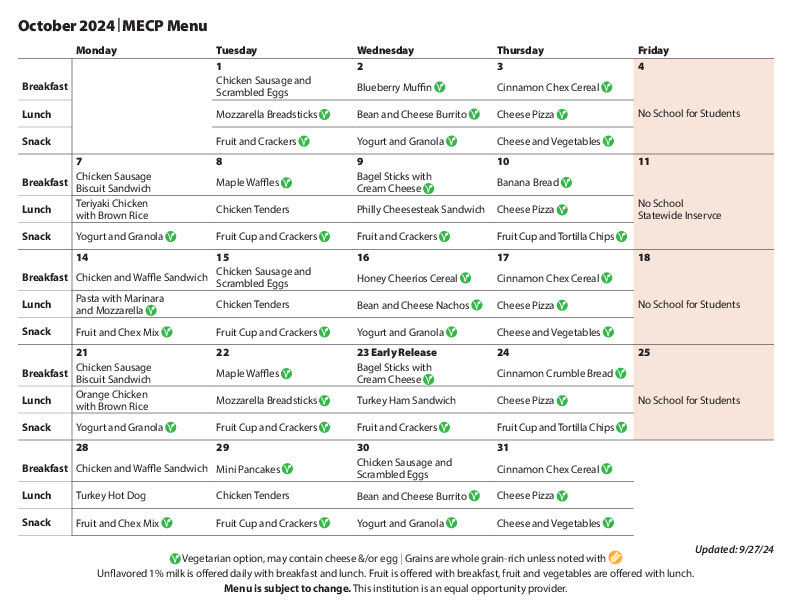 October 2024 | MECP Menu
Monday Tuesday Wednesday Thursday Friday
1 2 3 4
Breakfast Chicken Sausage and Scrambled Eggs Blueberry Muffin Ⓥ Cinnamon Chex Cereal Ⓥ
Lunch Mozzarella Breadsticks Ⓥ Bean and Cheese Burrito Ⓥ Cheese Pizza Ⓥ No School for Students
Snack Fruit and Crackers Ⓥ Yogurt and Granola Ⓥ Cheese and Vegetables Ⓥ
7 8 9 10 11
Breakfast Chicken Sausage Biscuit Sandwich Maple Waffles Ⓥ Bagel Sticks with Cream Cheese Ⓥ Banana Bread Ⓥ
Lunch Teriyaki Chicken with Brown Rice Chicken Tenders Philly Cheesesteak Sandwich Cheese Pizza Ⓥ No School Statewide Inservce
Snack Yogurt and Granola Ⓥ Fruit Cup and Crackers Ⓥ Fruit and Crackers Ⓥ Fruit Cup and Tortilla Chips Ⓥ
14 15 16 17 18
Breakfast Chicken and Waffle Sandwich Chicken Sausage and Scrambled Eggs Honey Cheerios Cereal Ⓥ Cinnamon Chex Cereal Ⓥ
Lunch Pasta with Marinara and Mozzarella Ⓥ Chicken Tenders Bean and Cheese Nachos Ⓥ Cheese Pizza Ⓥ No School for Students
Snack Fruit and Chex Mix Ⓥ Fruit Cup and Crackers Ⓥ Yogurt and Granola Ⓥ Cheese and Vegetables Ⓥ
21 22 23 Early Release 24 25
Breakfast Chicken Sausage Biscuit Sandwich Maple Waffles Ⓥ Bagel Sticks with Cream Cheese Ⓥ Cinnamon Crumble Bread Ⓥ
Lunch Orange Chicken with Brown Rice Mozzarella Breadsticks Ⓥ Turkey Ham Sandwich Cheese Pizza Ⓥ No School for Students
Snack Yogurt and Granola Ⓥ Fruit Cup and Crackers Ⓥ Fruit and Crackers Ⓥ Fruit Cup and Tortilla Chips Ⓥ
28 29 30 31
Breakfast Chicken and Waffle Sandwich Mini Pancakes Ⓥ Chicken Sausage and Scrambled Eggs Cinnamon Chex Cereal Ⓥ
Lunch Turkey Hot Dog Chicken Tenders Bean and Cheese Burrito Ⓥ Cheese Pizza Ⓥ
Snack Fruit and Chex Mix Ⓥ Fruit Cup and Crackers Ⓥ Yogurt and Granola Ⓥ Cheese and Vegetables Ⓥ
Updated: 9/27/24
Ⓥ Vegetarian option, may contain cheese &/or egg | Grains are whole grain-rich unless noted with
Unflavored 1% milk is offered daily with breakfast and lunch. Fruit is offered with breakfast, fruit and vegetables are offered with lunch.
Menu is subject to change. This institution is an equal opportunity provider.